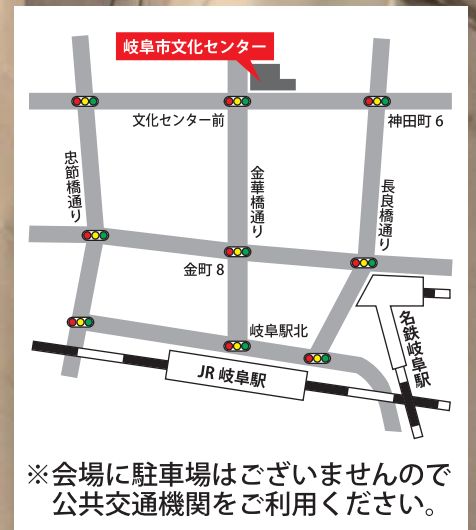 岐阜市文化センター
文化センター前
神田町6
忠節橋通り
金華橋通り
長良橋通り
金町8
岐阜駅北
名鉄岐阜駅
JR岐阜駅
※会場に駐車場はございませんので
公共交通機関をご利用ください。